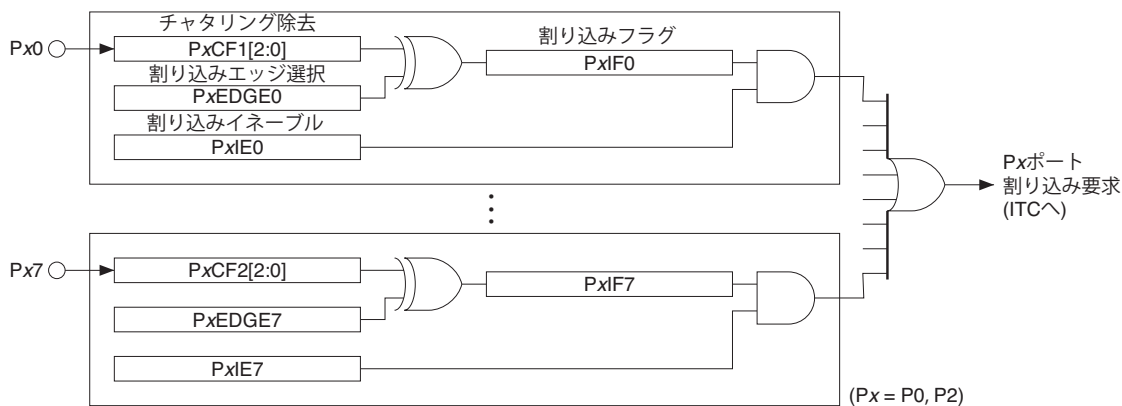 チャタリング除去
Px0
PxCF1[2:0]
割り込みエッジ選択
PxEDGE0
割り込みイネーブル
PxIE0
割り込みフラグ
PxIF0
Pxポート
割り込み要求
(ITCへ)
Px7
PxCF2[2:0]
PxEDGE7
PxIE7
PxIF7
(Px = P0, P2)